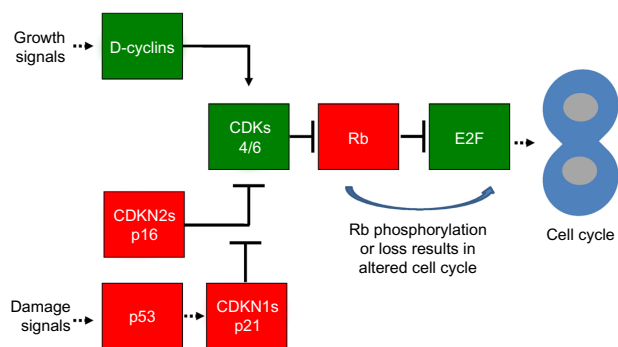 Growth
signals
D-cyclins
CDKs
4/6
Rb
E2F
CDKN2s
p16
Rb phosphorylation
or loss results in
altered cell cycle
Cell cycle
Damage
signals
p53
CDKN1s
p21